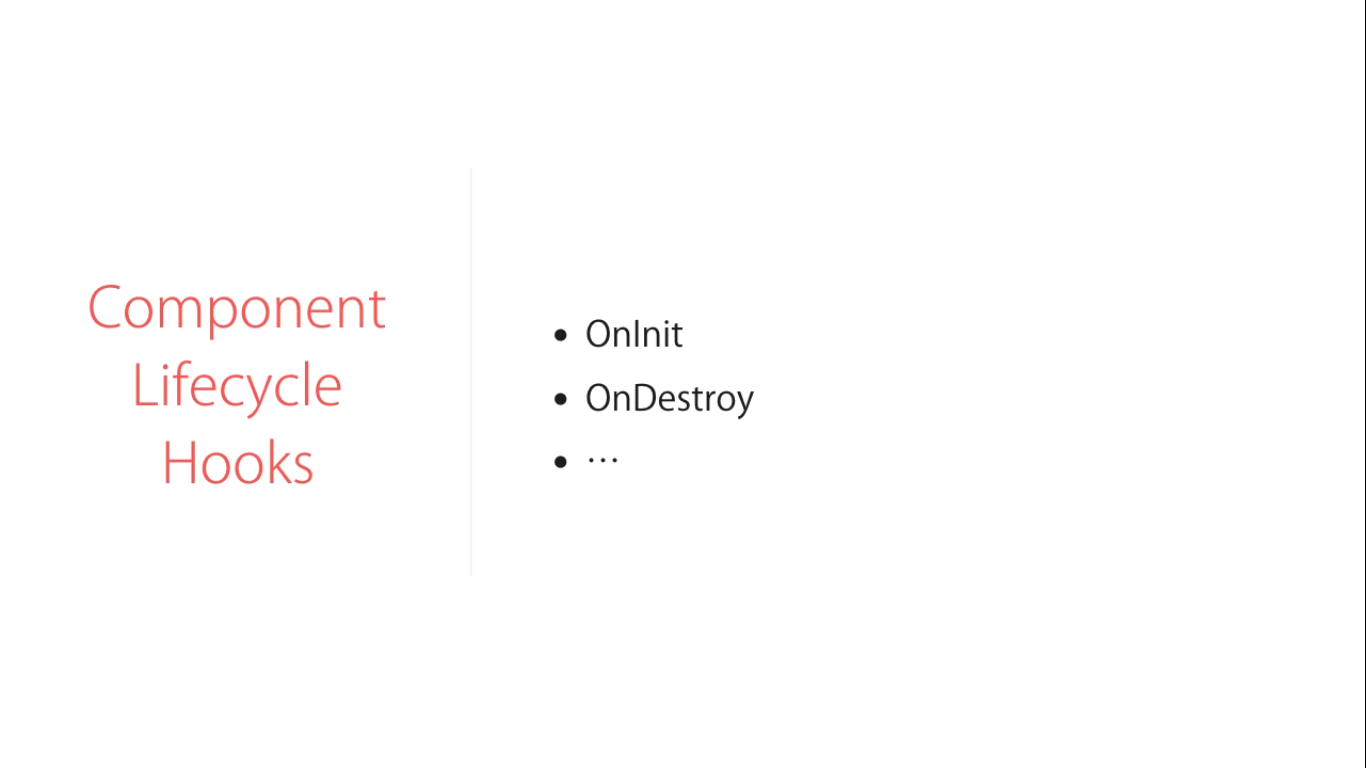 Component
Lifecycle
Hooks
• OnInit
• OnDestroy
• …